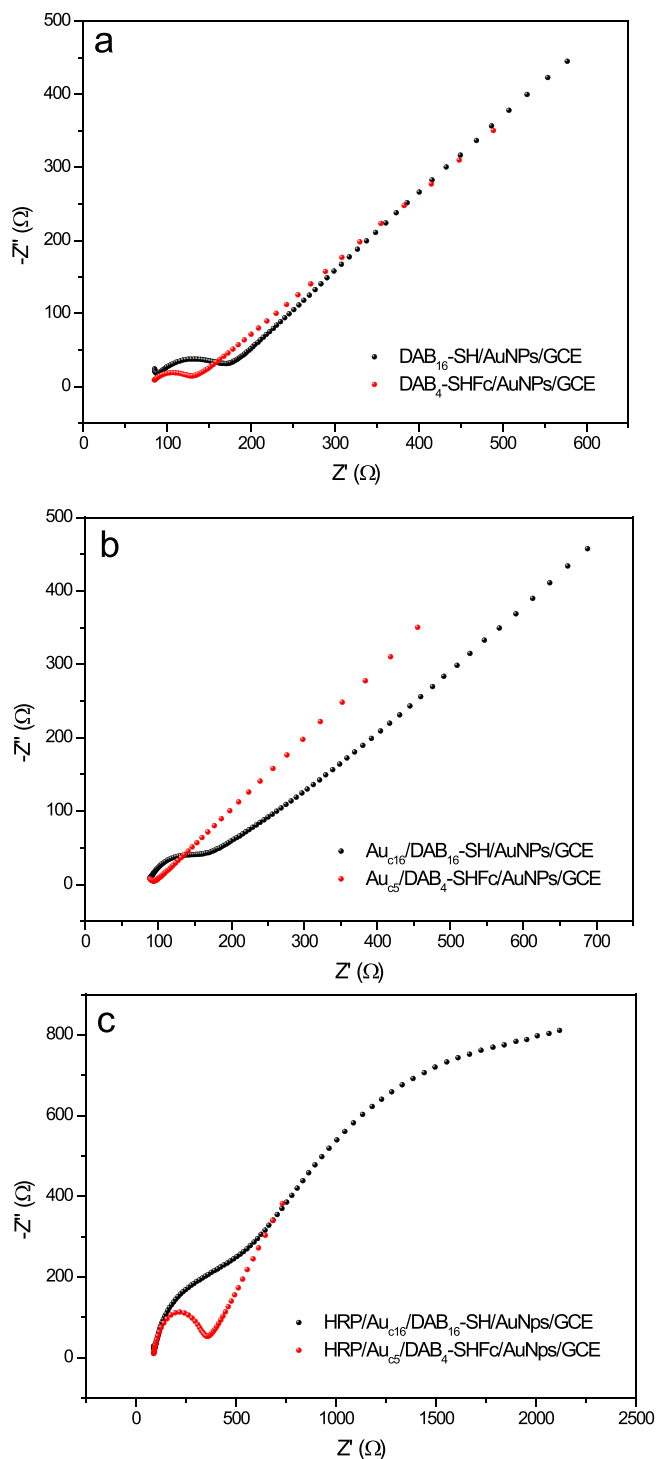 a
500
400
300
200
100
0
-Z'' (Ω)
DAB16-SH/AuNPs/GCE
DAB4-SHFc/AuNPs/GCE
0 100 200 300 400 500 600
Z' (Ω)
b
500
400
300
200
100
0
-Z'' (Ω)
Auc16/DAB16-SH/AuNPs/GCE
Auc5/DAB4-SHFc/AuNPs/GCE
0 100 200 300 400 500 600 700
Z' (Ω)
c
800
600
400
200
0
-Z'' (Ω)
HRP/Auc16/DAB16-SH/AuNps/GCE
HRP/Auc5/DAB4-SHFc/AuNps/GCE
0 500 1000 1500 2000 2500
Z' (Ω)